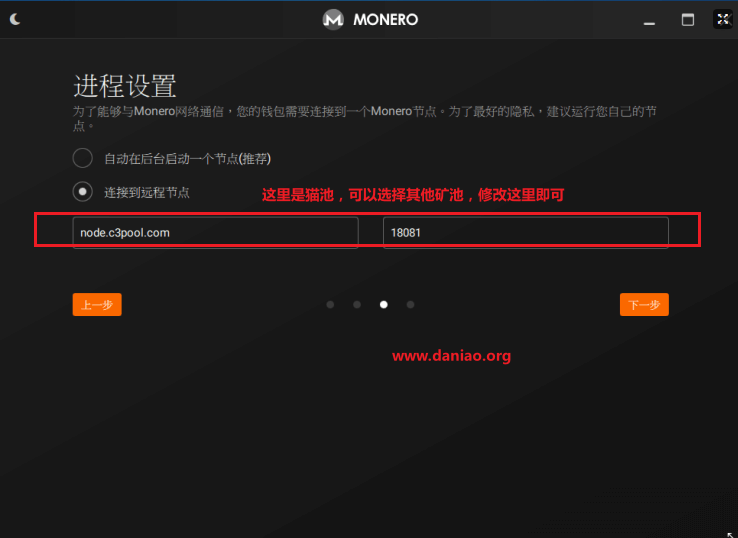 MONERO
进程设置
为了能够与Monero网络通信，您的钱包需要连接到一个Monero节点。为了最好的隐私，建议运行您自己的节
点。
自动在后台启动一个节点(推荐)
连接到远程节点
这里是猫池，可以选择其他矿池，修改这里即可
node.c3pool.com 18081
上一步 下一步
www.daniao.org